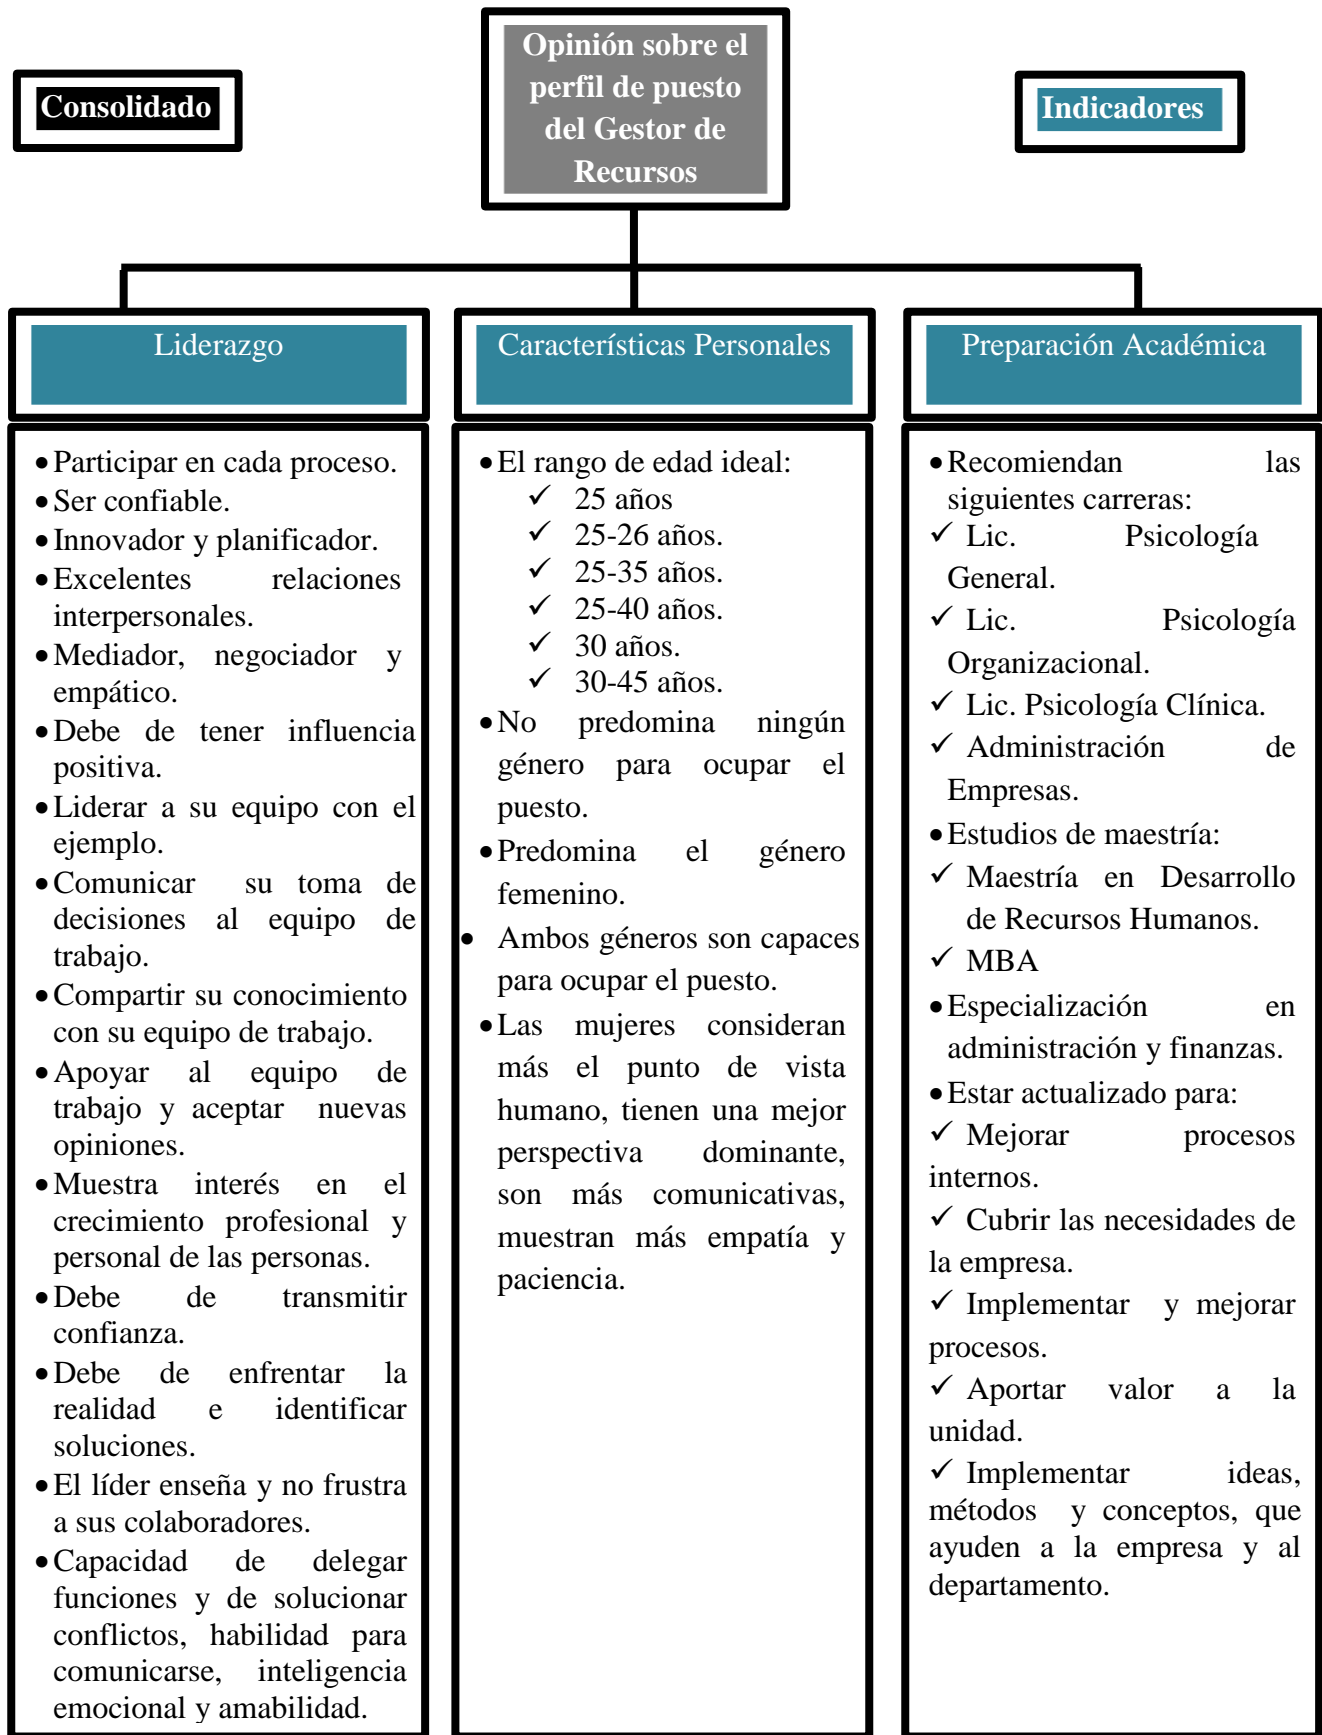 Opinión sobre el
perfil de puesto
del Gestor de
Recursos
Consolidado
Indicadores
Liderazgo
• Participar en cada proceso.
• Ser confiable.
• Innovador y planificador.
• Excelentes relaciones
interpersonales.
• Mediador, negociador y
empático.
• Debe de tener influencia
positiva.
• Liderar a su equipo con el
ejemplo.
• Comunicar su toma de
decisiones al equipo de
trabajo.
• Compartir su conocimiento
con su equipo de trabajo.
• Apoyar al equipo de
trabajo y aceptar nuevas
opiniones.
• Muestra interés en el
crecimiento profesional y
personal de las personas.
• Debe de transmitir
confianza.
• Debe de enfrentar la
realidad e identificar
soluciones.
• El líder enseña y no frustra
a sus colaboradores.
• Capacidad de delegar
funciones y de solucionar
conflictos, habilidad para
comunicarse, inteligencia
emocional y amabilidad.
Características Personales
• El rango de edad ideal:
✓ 25 años
✓ 25-26 años.
✓ 25-35 años.
✓ 25-40 años.
✓ 30 años.
✓ 30-45 años.
• No predomina ningún
género para ocupar el
puesto.
• Predomina el género
femenino.
• Ambos géneros son capaces
para ocupar el puesto.
• Las mujeres consideran
más el punto de vista
humano, tienen una mejor
perspectiva dominante,
son más comunicativas,
muestran más empatía y
paciencia.
Preparación Académica
• Recomiendan las
siguientes carreras:
✓ Lic. Psicología
General.
✓ Lic. Psicología
Organizacional.
✓ Lic. Psicología Clínica.
✓ Administración de
Empresas.
• Estudios de maestría:
✓ Maestría en Desarrollo
de Recursos Humanos.
✓ MBA
• Especialización en
administración y finanzas.
• Estar actualizado para:
✓ Mejorar procesos
internos.
✓ Cubrir las necesidades de
la empresa.
✓ Implementar y mejorar
procesos.
✓ Aportar valor a la
unidad.
✓ Implementar ideas,
métodos y conceptos, que
ayuden a la empresa y al
departamento.